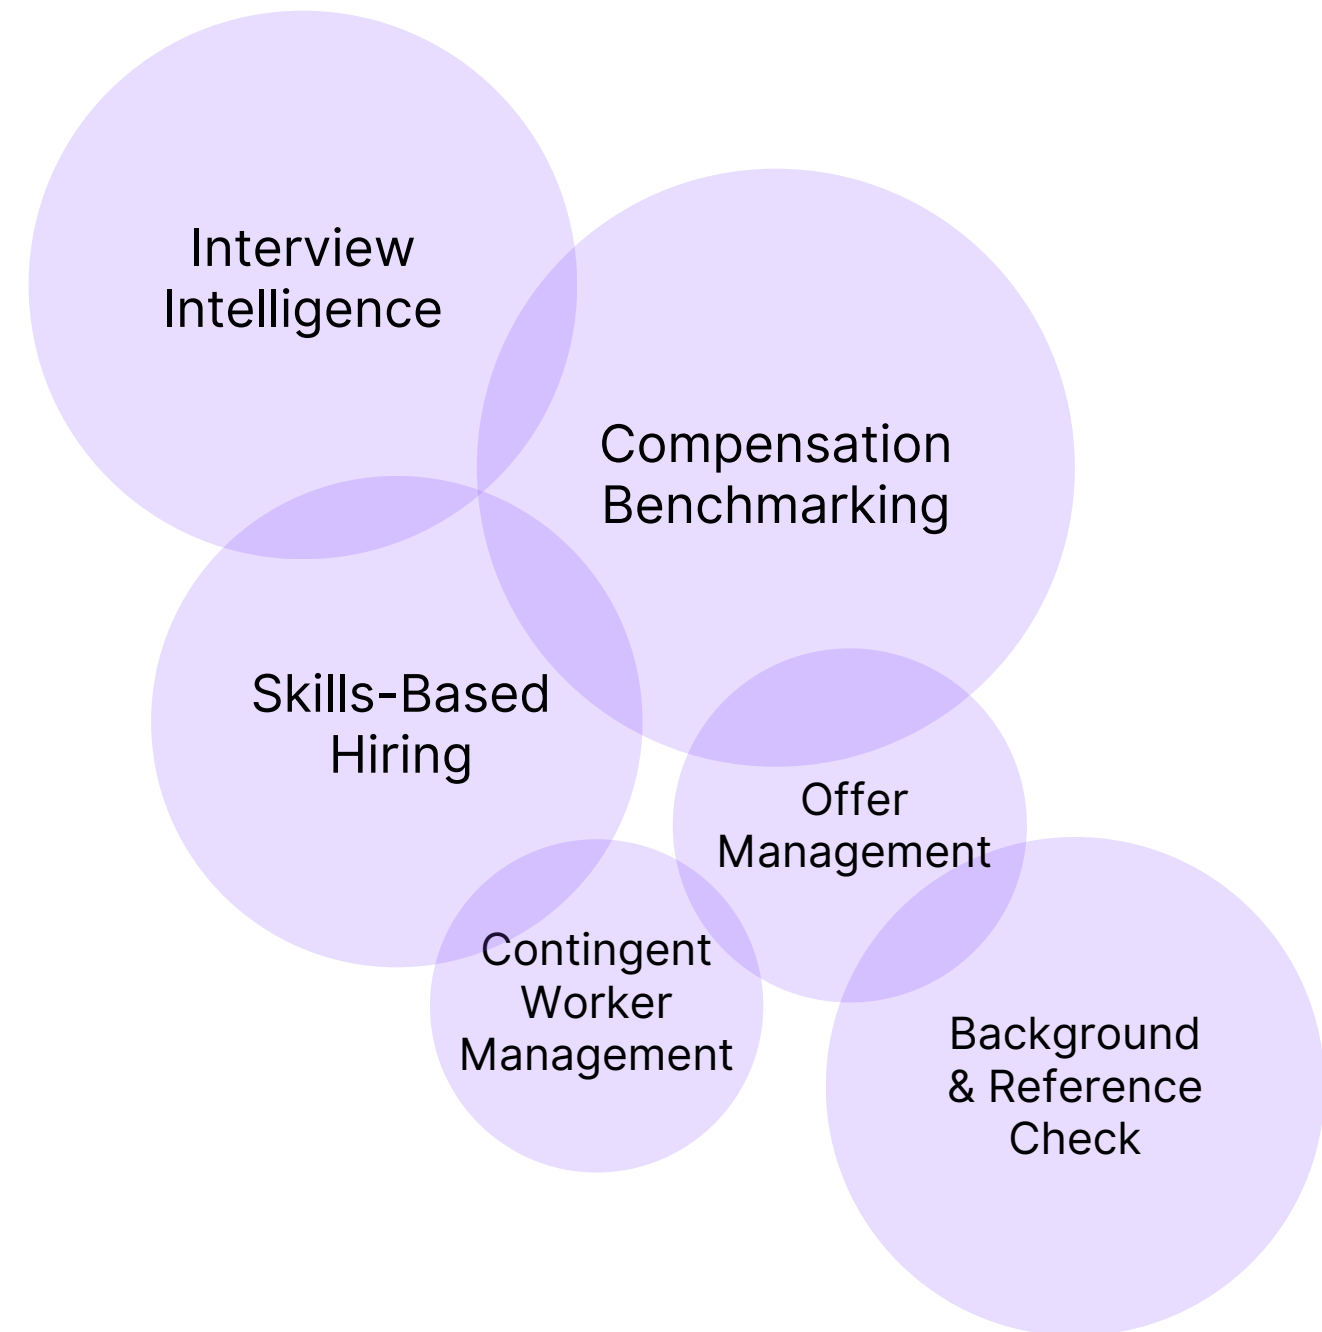 Interview
Intelligence
Compensation
Benchmarking
Skills-Based
Hiring
Offer
Management
Contingent
Worker
Management
Background
& Reference
Check